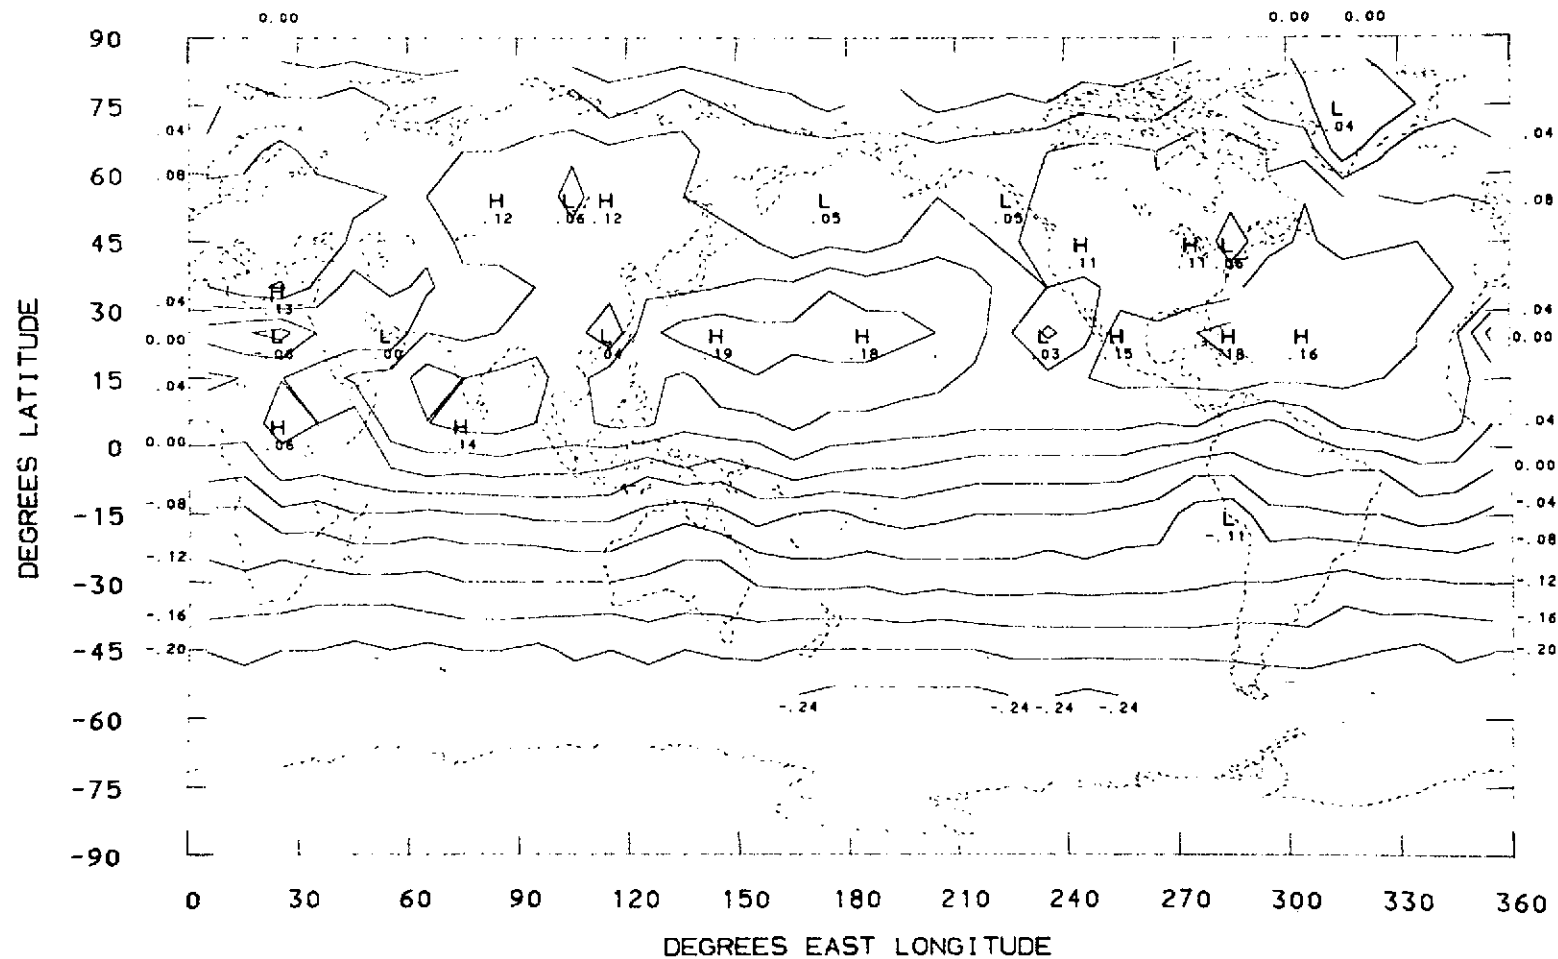 0.00 0.00 0.00
90
75 L
.04 .04 .04
60
.08 H L H L L .08
.12 .06 .12 .05 .05
45 H H L
.11 .11 .06
H
.13
30 .04 .04
0.00 L L L H H L H H H 0.00
-.06 .00 .04 .19 .18 .03 .15 .18 .16
15 .04
H H .04
.06 .14
0 0.00
0.00
-.08 -.04
-15 L
-.11 -.08
-.12
-30 -.12
-.16 -.16
-45 -.20 -.20
-.24 -.24 -.24 -.24
-60
-75
-90
0 30 60 90 120 150 180 210 240 270 300 330 360
DEGREES EAST LONGITUDE
DEGREES LATITUDE